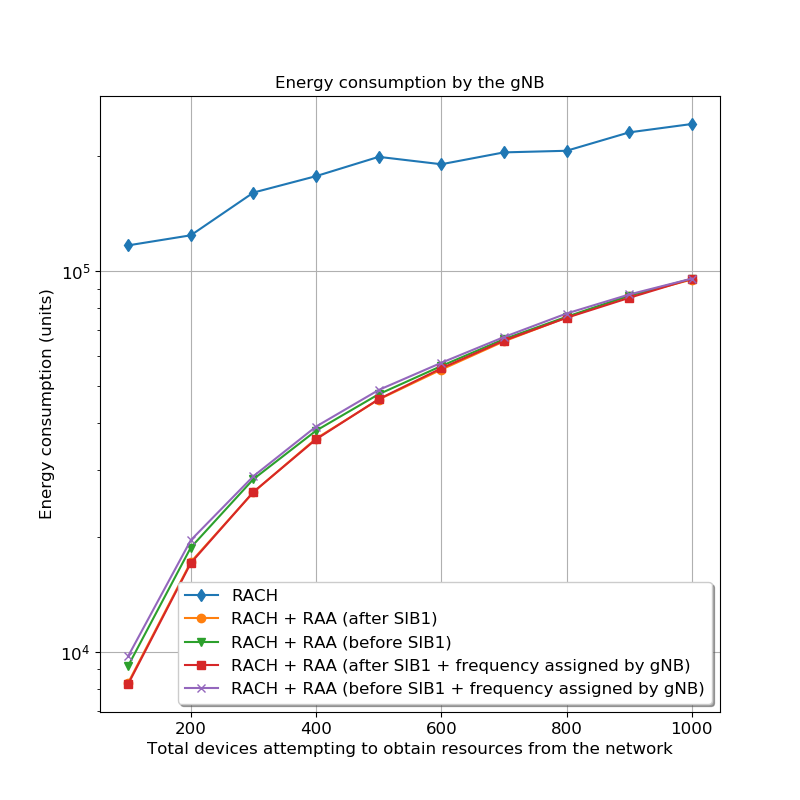 Energy consumption by the gNB
Energy consumption (units)
10^5
10^4
RACH
RACH + RAA (after SIB1)
RACH + RAA (before SIB1)
RACH + RAA (after SIB1 + frequency assigned by gNB)
RACH + RAA (before SIB1 + frequency assigned by gNB)
200 400 600 800 1000
Total devices attempting to obtain resources from the network